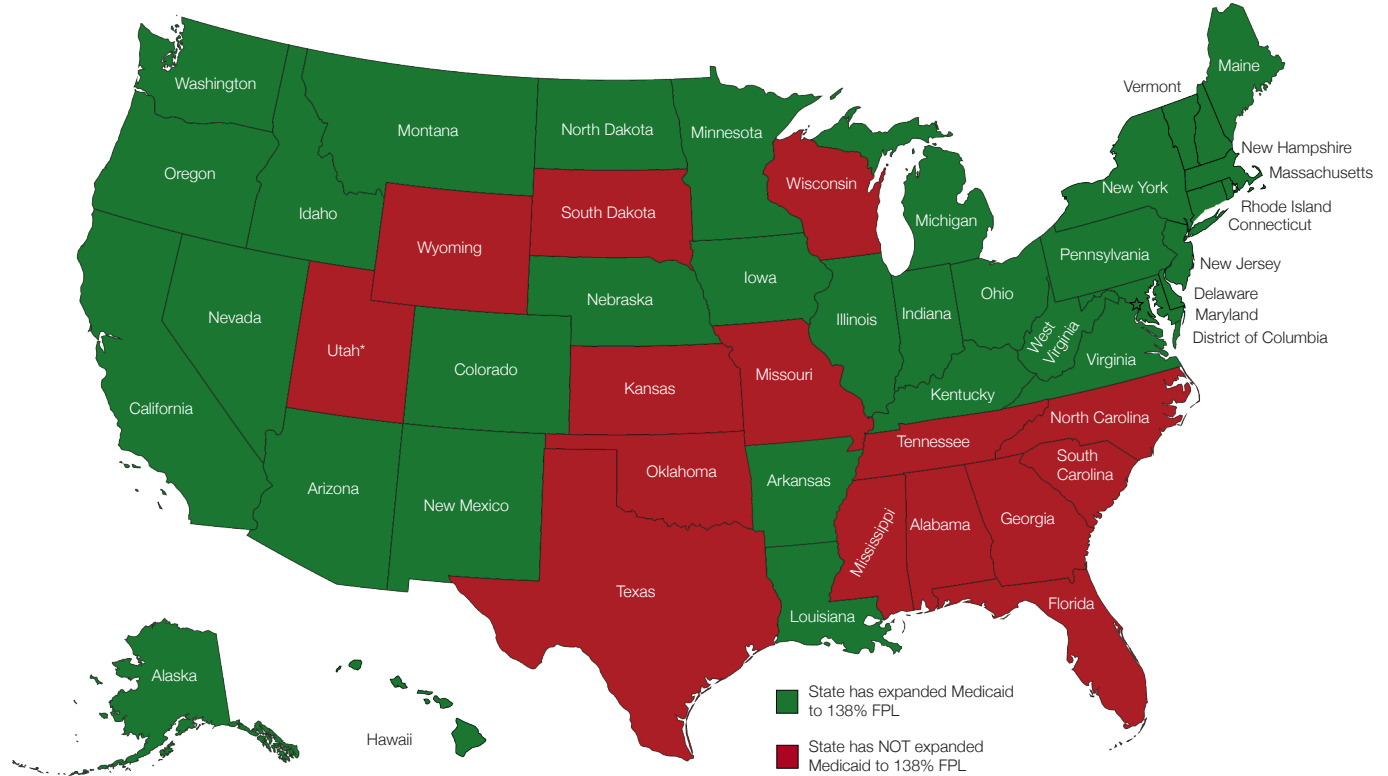 Washington
Maine
Vermont
Montana
North Dakota
Minnesota
New Hampshire
Oregon
Massachusetts
Wisconsin
New York
Rhode Island
Idaho
South Dakota
Michigan
Connecticut
Wyoming
Pennsylvania
New Jersey
Iowa
Ohio
Delaware
Nebraska
Maryland
Nevada
Illinois
Indiana
West
Virginia
District of Columbia
Utah*
Virginia
Colorado
Missouri
Kansas
Kentucky
California
North Carolina
Tennessee
South
Carolina
Oklahoma
Arkansas
Arizona
New Mexico
Mississippi
Alabama
Georgia
Texas
Florida
Louisiana
Alaska
Hawaii
State has expanded Medicaid
to 138% FPL
State has NOT expanded
Medicaid to 138% FPL